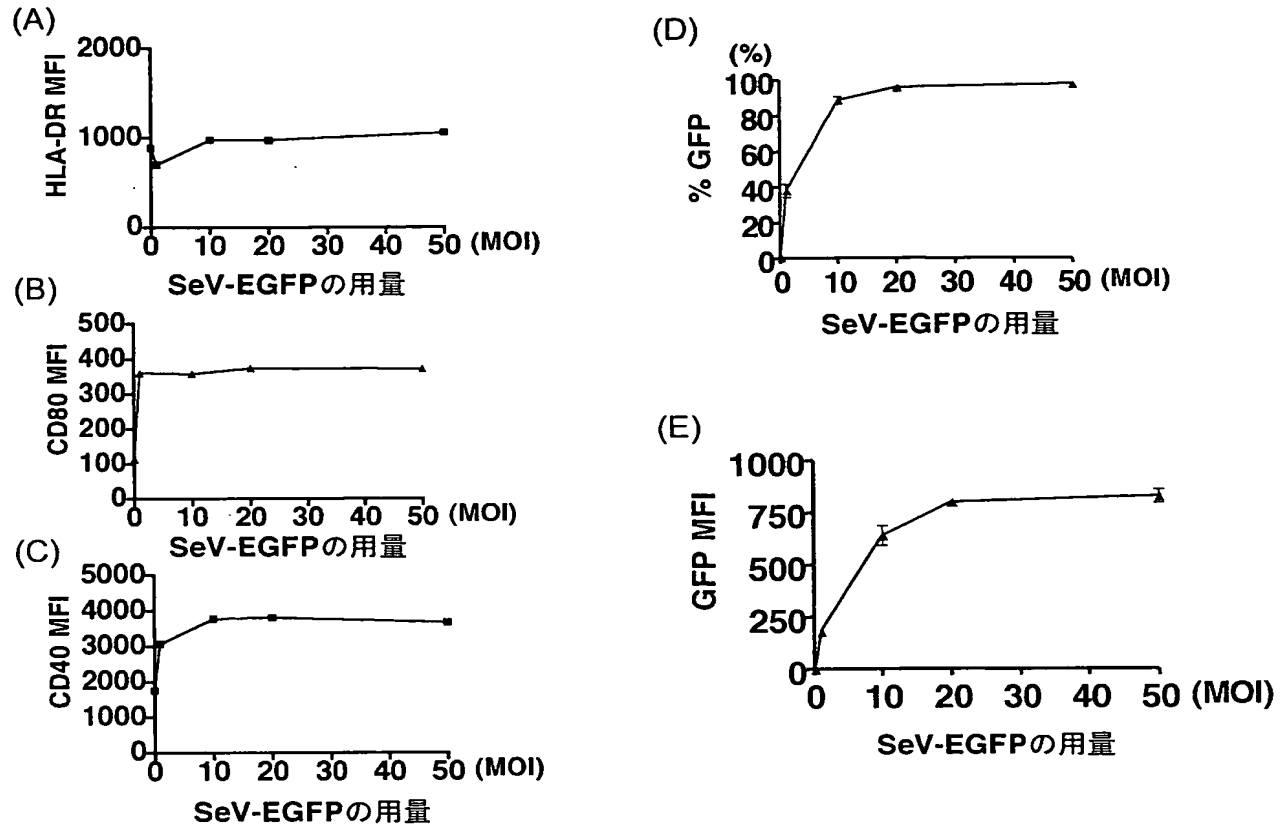 (A)
HLA-DR MFI
2000
1000
0
0 10 20 30 40 50 (MOI)
SeV-EGFPの用量
(B)
CD80 MFI
500
400
300
200
100
0
0 10 20 30 40 50 (MOI)
SeV-EGFPの用量
(C)
CD40 MFI
5000
4000
3000
2000
1000
0
0 10 20 30 40 50 (MOI)
SeV-EGFPの用量
(D)
(%)
% GFP
100
80
60
40
20
0
0 10 20 30 40 50 (MOI)
SeV-EGFPの用量
(E)
GFP MFI
1000
750
500
250
0
0 10 20 30 40 50 (MOI)
SeV-EGFPの用量